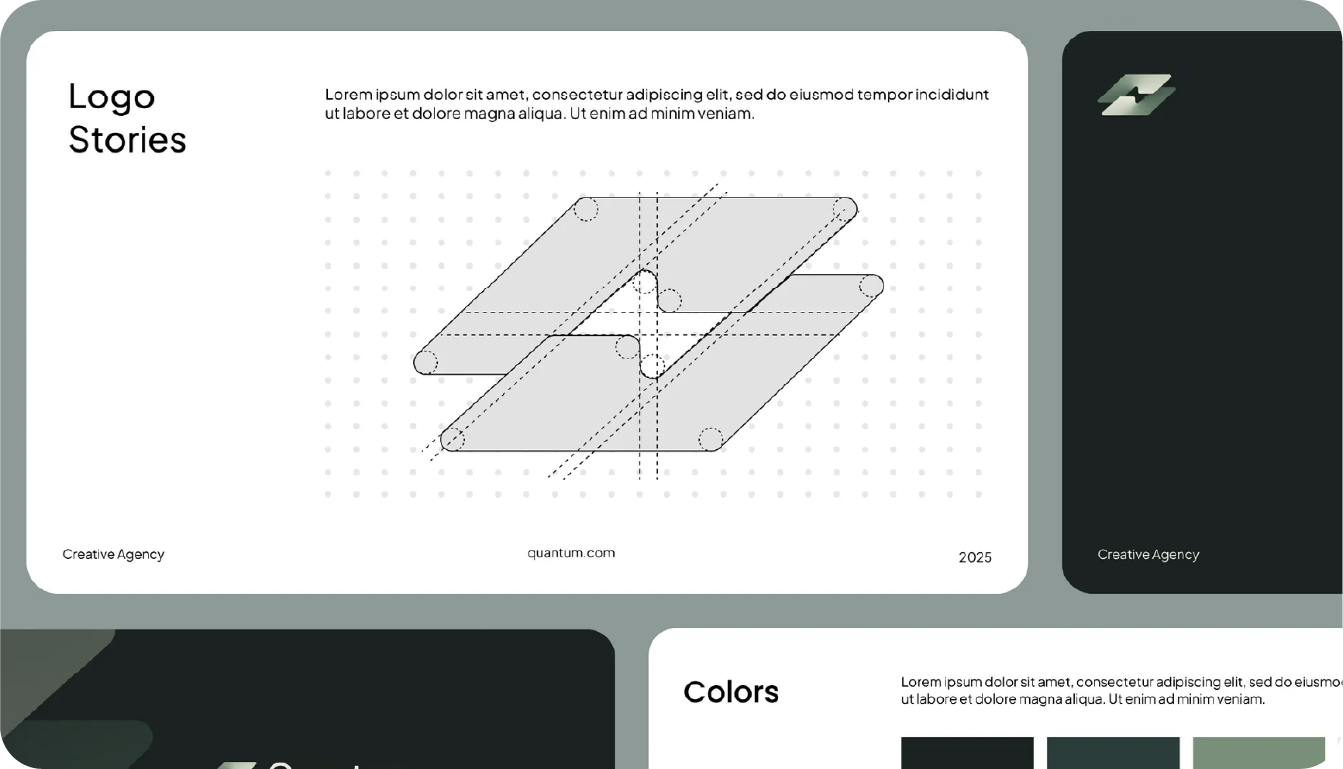 Logo
Stories
Lorem ipsum dolor sit amet, consectetur adipiscing elit, sed do eiusmod tempor incididunt
ut labore et dolore magna aliqua. Ut enim ad minim veniam.
Creative Agency
quantum.com
2025
Creative Agency
Colors
Lorem ipsum dolor sit amet, consectetur adipiscing elit, sed do eiusmo
ut labore et dolore magna aliqua. Ut enim ad minim veniam.